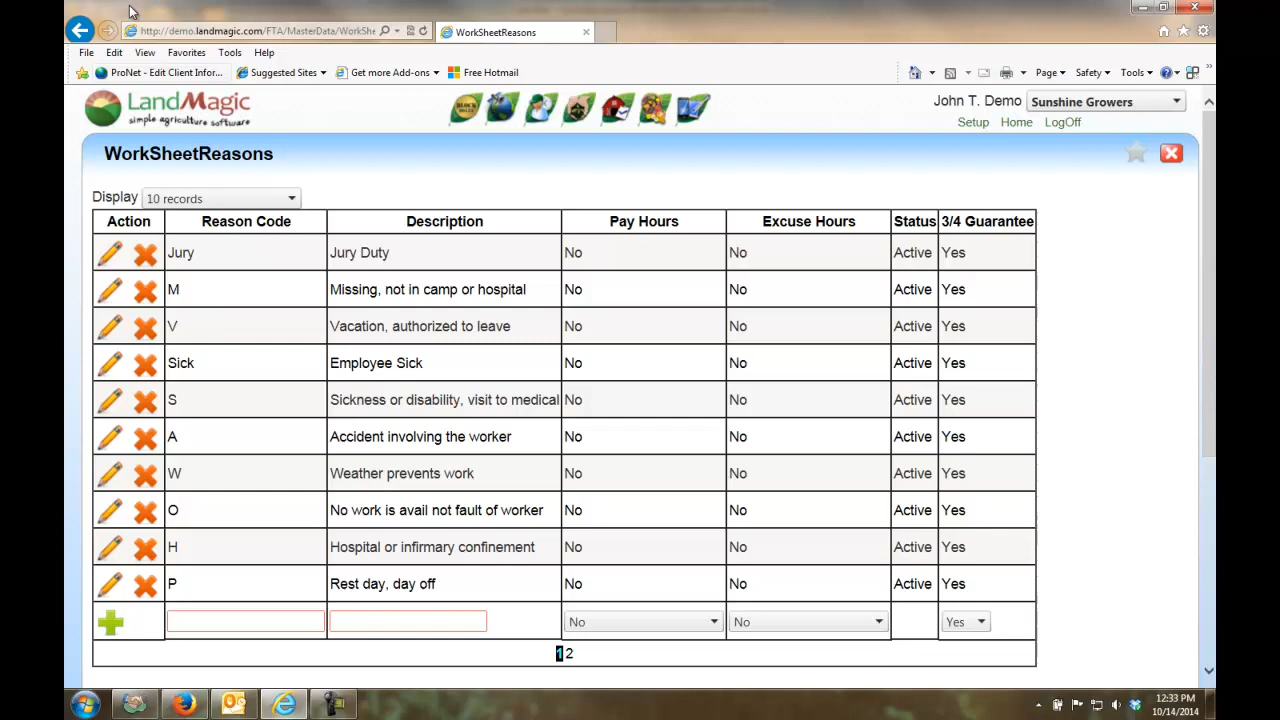 http://demo.landmagic.com/FTA/MasterData/WorkShe
WorkSheetReasons
File Edit View Favorites Tools Help
ProNet - Edit Client Infor... Suggested Sites Get more Add-ons Free Hotmail Page Safety Tools
LandMagic
simple agriculture software
John T. Demo Sunshine Growers
Setup Home LogOff
WorkSheetReasons
Display 10 records
Action Reason Code Description Pay Hours Excuse Hours Status 3/4 Guarantee
Jury Jury Duty No No Active Yes
M Missing, not in camp or hospital No No Active Yes
V Vacation, authorized to leave No No Active Yes
Sick Employee Sick No No Active Yes
S Sickness or disability, visit to medical No No Active Yes
A Accident involving the worker No No Active Yes
W Weather prevents work No No Active Yes
O No work is avail not fault of worker No No Active Yes
H Hospital or infirmary confinement No No Active Yes
P Rest day, day off No No Active Yes
No No Yes
1 2
12:33 PM
10/14/2014